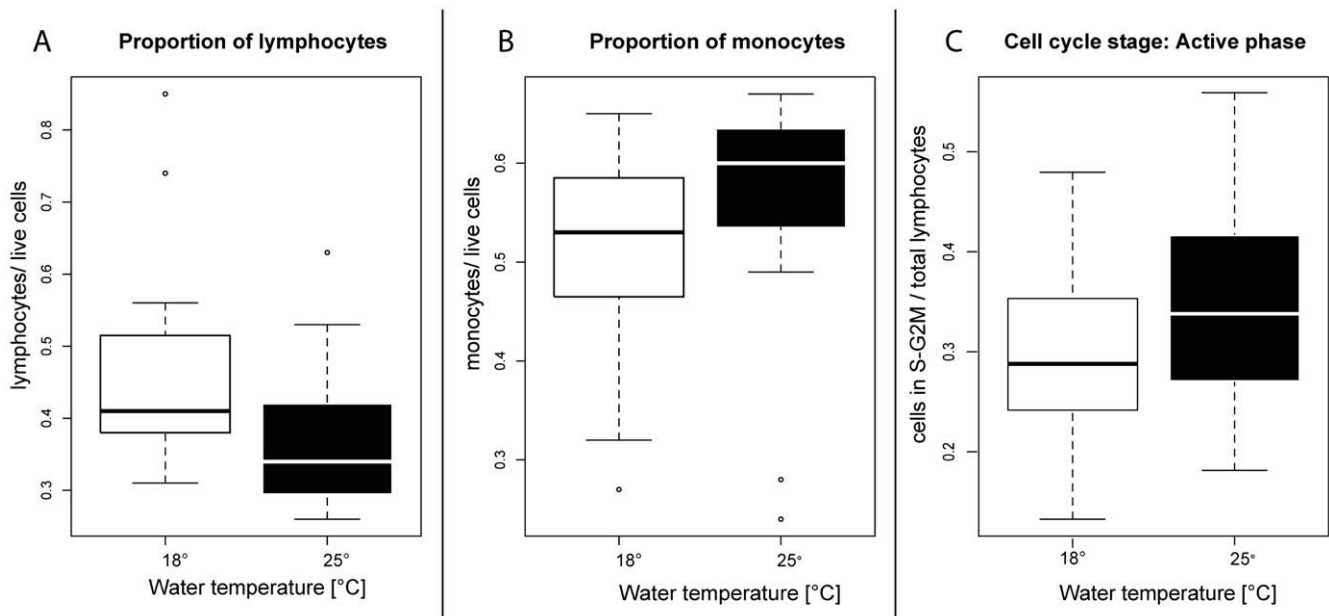 A Proportion of lymphocytes
lymphocytes/ live cells
0.8
0.7
0.6
0.5
0.4
0.3
18° 25°
Water temperature [°C]
B Proportion of monocytes
monocytes/ live cells
0.6
0.5
0.4
0.3
18° 25°
Water temperature [°C]
C Cell cycle stage: Active phase
cells in S-G2M / total lymphocytes
0.5
0.4
0.3
0.2
18° 25°
Water temperature [°C]